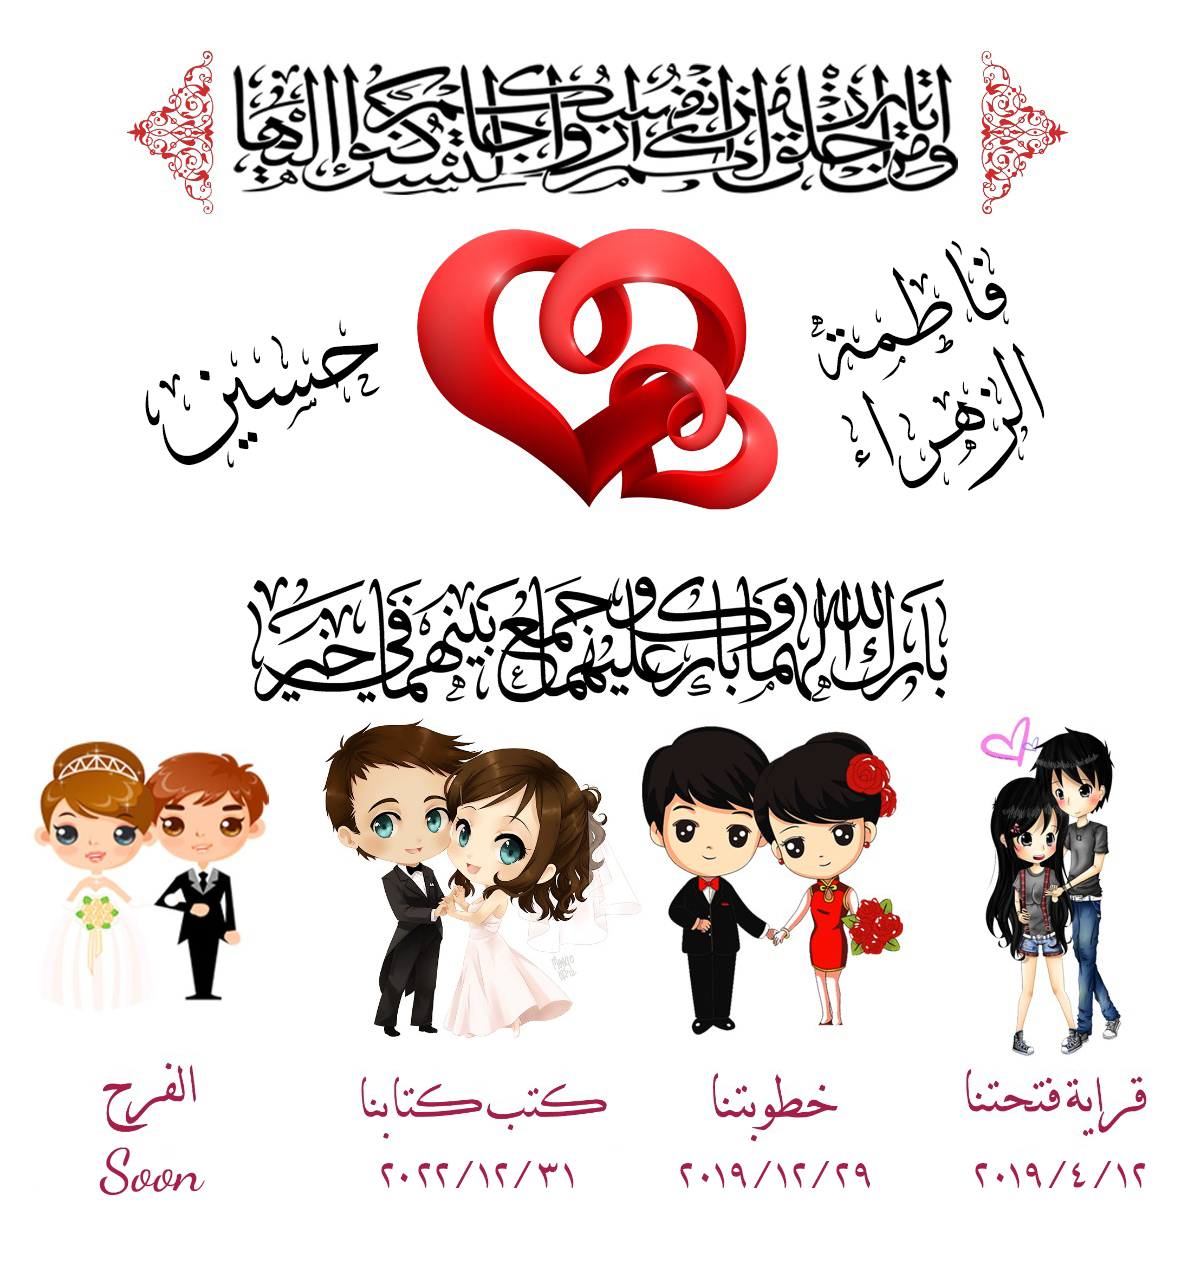 ومن آياته أن خلق لكم من أنفسكم أزواجا لتسكنوا إليها
فاطمة
الزهراء
حسين
بارك الله لهما وبارك عليهما وجمع بينهما في خير
قراية فتحتنا
٢٠١٩/٤/١٢
خطوبتنا
٢٠١٩/١٢/٢٩
كتب كتابنا
٢٠٢٢/١٢/٣١
الفرح
Soon